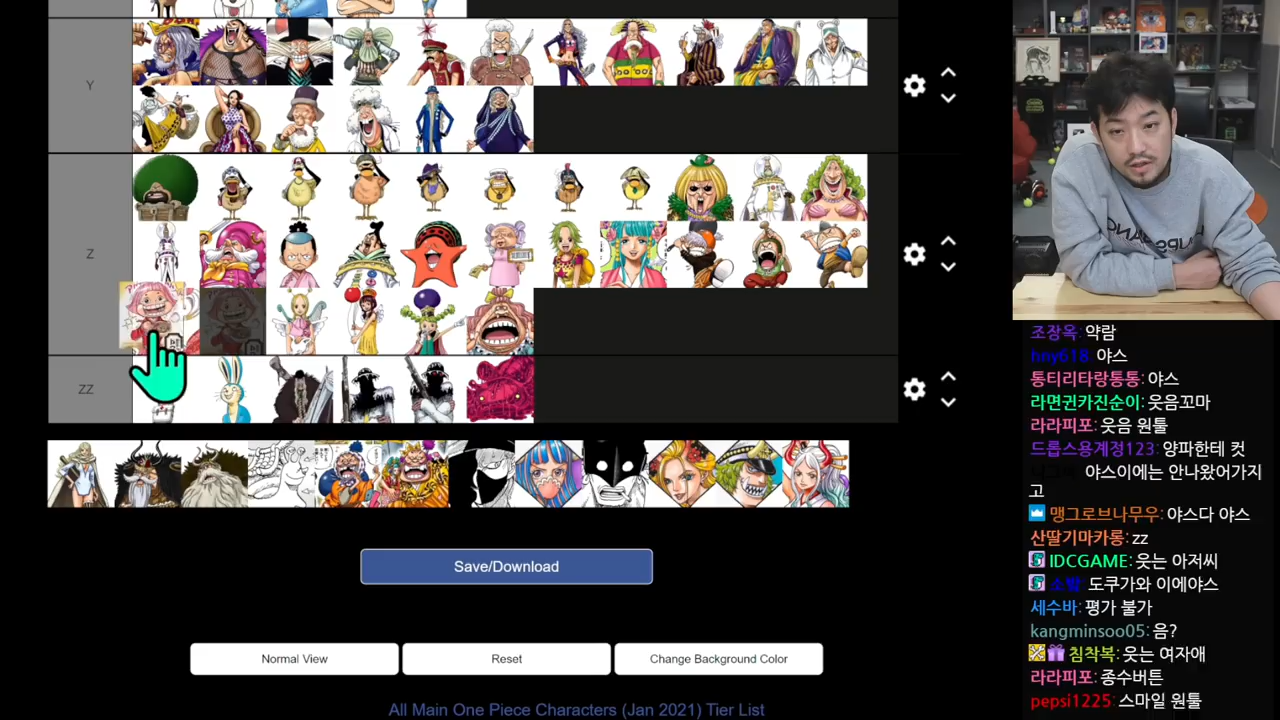 Y
Z
ZZ
Save/Download
Normal View
Reset
Change Background Color
All Main One Piece Characters (Jan 2021) Tier List
조장옥: 약람
hny618: 야스
통티리타랑통통: 야스
라면귄카진순이: 웃음꼬마
라라피포: 웃음 원툴
드롭스용계정123: 양파한테 컷
야스이에는 안나왔어가지
고
맹그로브나무우: 야스다 야스
산딸기마카롱: zz
IDCGAME: 웃는 아저씨
도쿠가와 이에야스
세수바: 평가 불가
kangminsoo05: 음?
침착복: 웃는 여자애
라라피포: 종수버튼
pepsi1225: 스마일 원툴